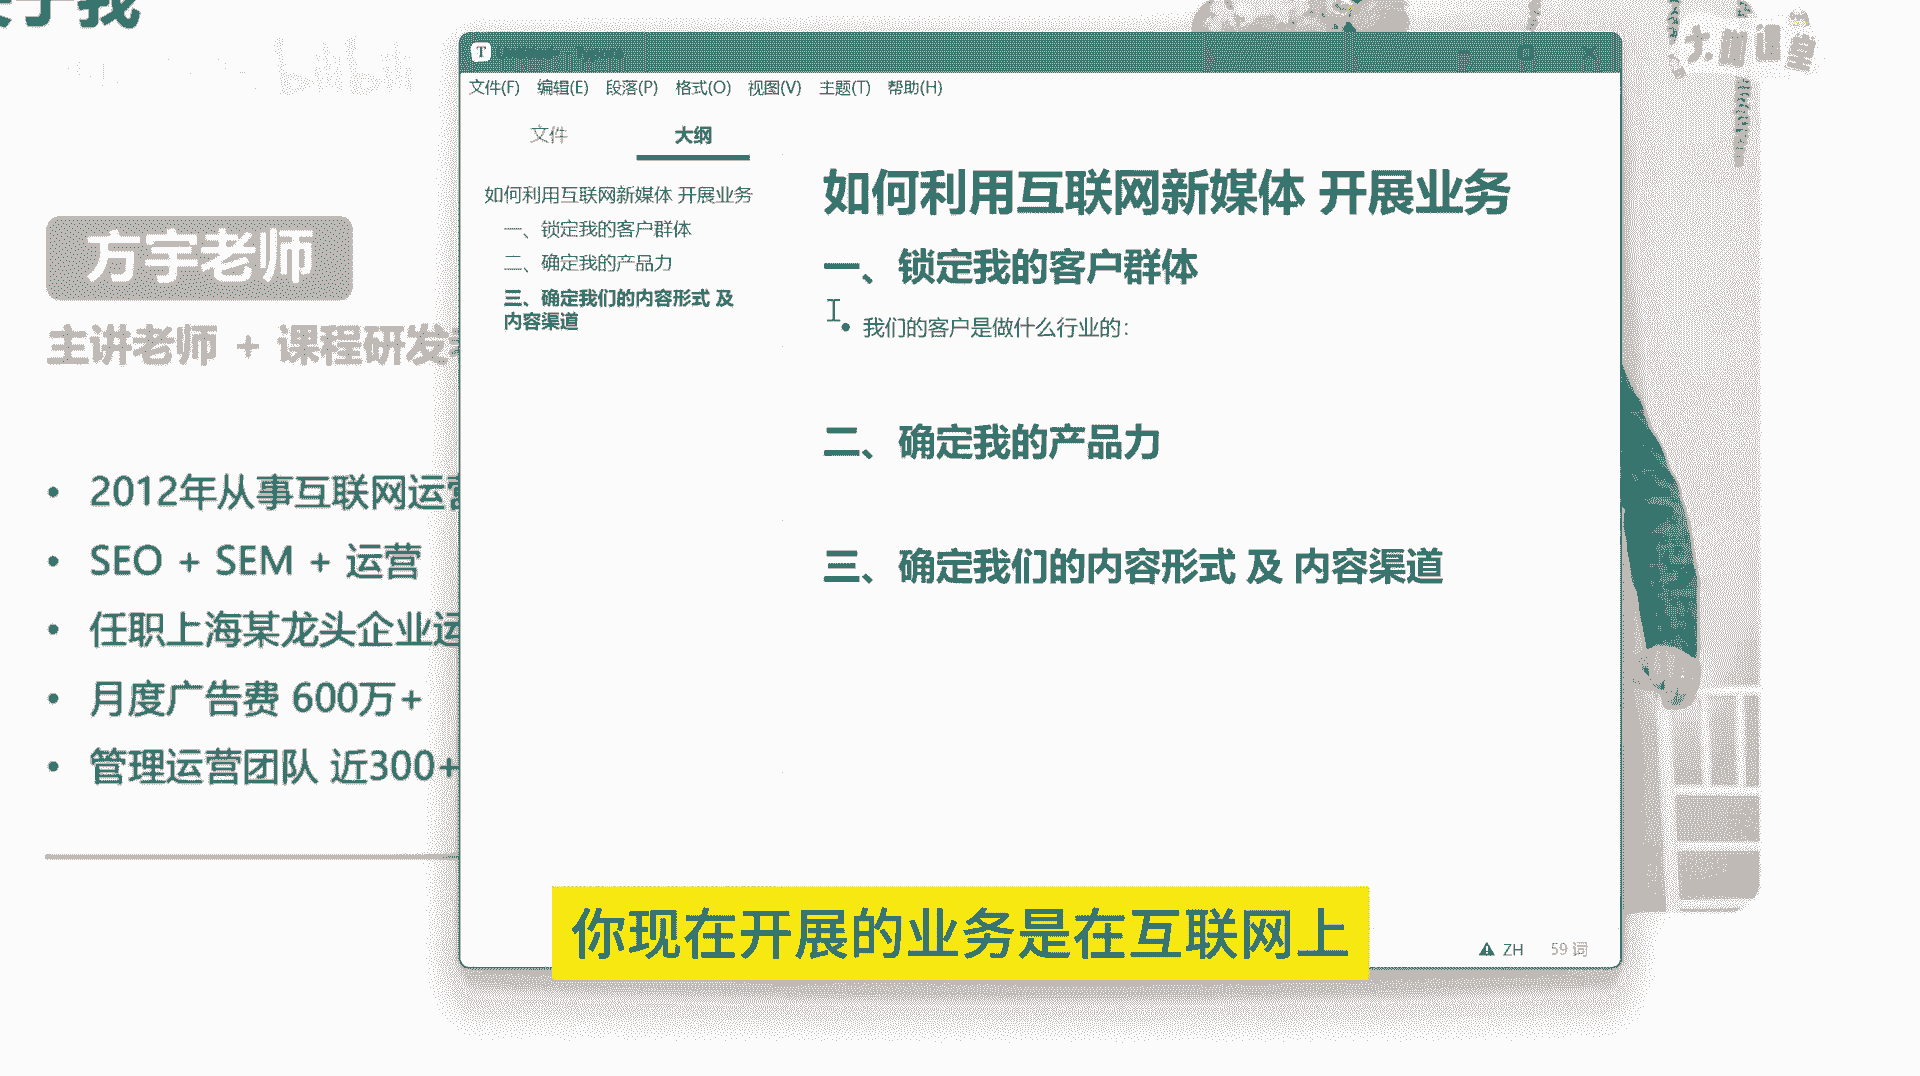 于我
bilibili
大鹏课堂
方宇老师
主讲老师 + 课程研发
2012年从事互联网运营
SEO + SEM + 运营
任职上海某龙头企业运
月度广告费 600万+
管理运营团队 近300+
T
文件(F) 编辑(E) 段落(P) 格式(O) 视图(V) 主题(T) 帮助(H)
文件 大纲
如何利用互联网新媒体 开展业务
一、锁定我的客户群体
二、确定我的产品力
三、确定我们的内容形式 及
内容渠道
如何利用互联网新媒体 开展业务
一、锁定我的客户群体
我们的客户是做什么行业的：
二、确定我的产品力
三、确定我们的内容形式 及 内容渠道
ZH 59 词
你现在开展的业务是在互联网上